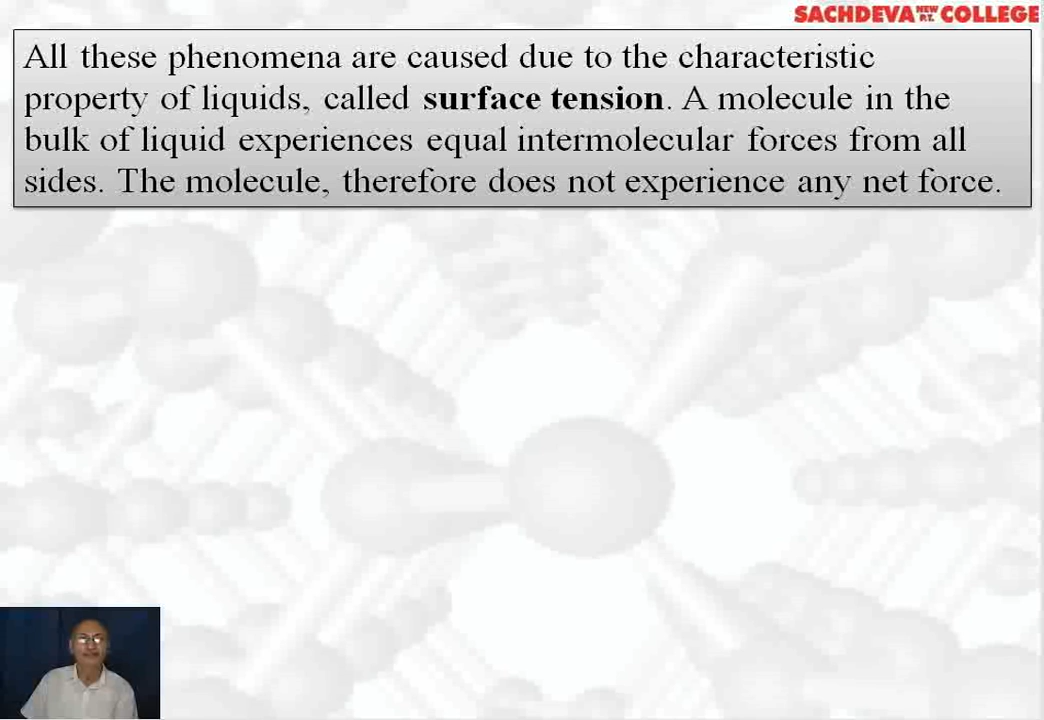 SACHDEVA NEW P.T. COLLEGE
All these phenomena are caused due to the characteristic
property of liquids, called surface tension. A molecule in the
bulk of liquid experiences equal intermolecular forces from all
sides. The molecule, therefore does not experience any net force.